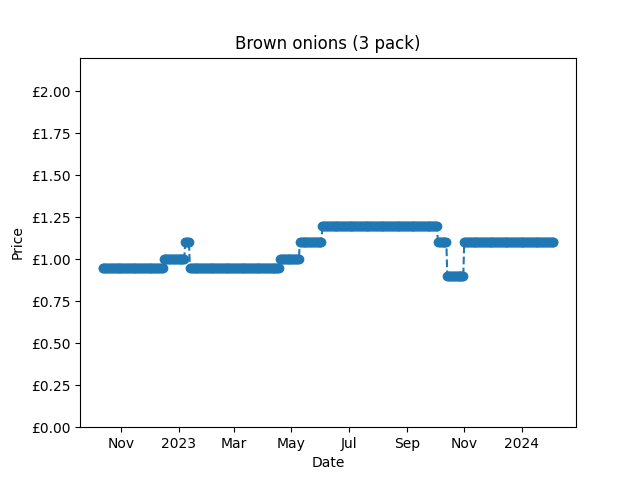 Brown onions (3 pack)
£2.00
£1.75
£1.50
£1.25
£1.00
£0.75
£0.50
£0.25
£0.00
Price
Nov 2023 Mar May Jul Sep Nov 2024
Date